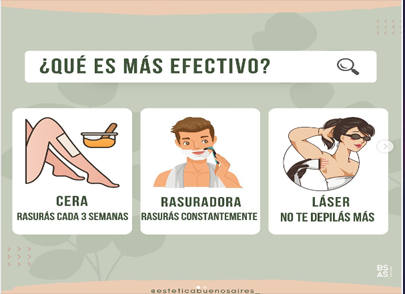 ¿QUÉ ES MÁS EFECTIVO?
CERA
RASURÁS CADA 3 SEMANAS
RASURADORA
RASURÁS CONSTANTEMENTE
LÁSER
NO TE DEPILÁS MÁS
BS
AS
@esteticabuenosaires_